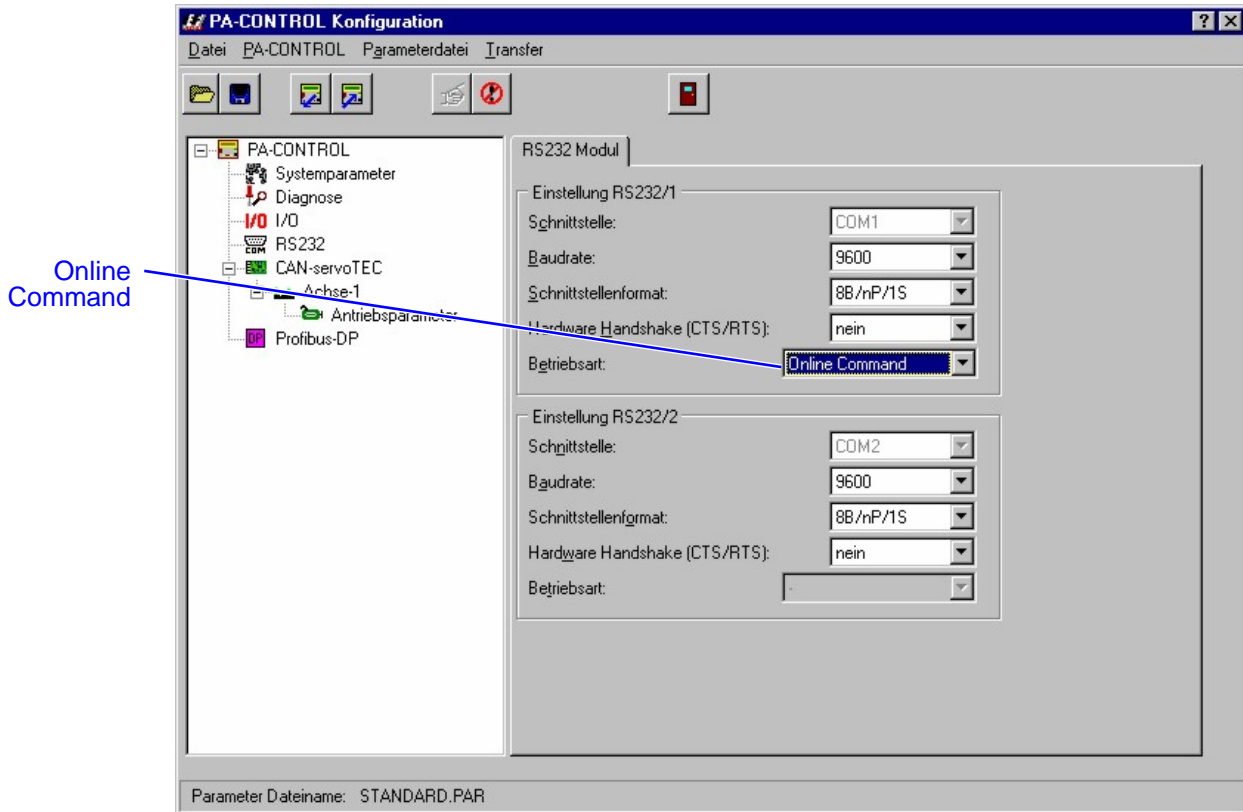 PA-CONTROL Konfiguration
Datei PA-CONTROL Parameterdatei Transfer
PA-CONTROL
Systemparameter
Diagnose
I/O I/O
COM RS232
CAN-servoTEC
Achse-1
Antriebsparameter
DP Profibus-DP
Online
Command
RS232 Modul
Einstellung RS232/1
Schnittstelle: COM1
Baudrate: 9600
Schnittstellenformat: 8B/nP/1S
Hardware Handshake (CTS/RTS): nein
Betriebsart: Online Command
Einstellung RS232/2
Schnittstelle: COM2
Baudrate: 9600
Schnittstellenformat: 8B/nP/1S
Hardware Handshake (CTS/RTS): nein
Betriebsart: -
Parameter Dateiname: STANDARD.PAR